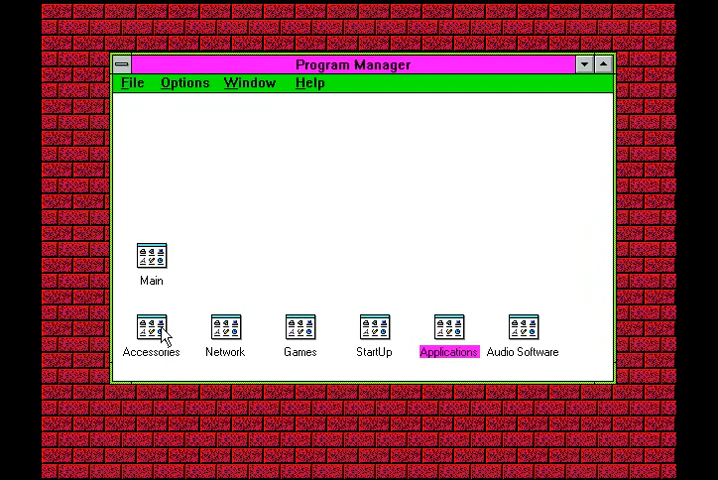 Program Manager
File Options Window Help
Main
Accessories Network Games StartUp Applications Audio Software